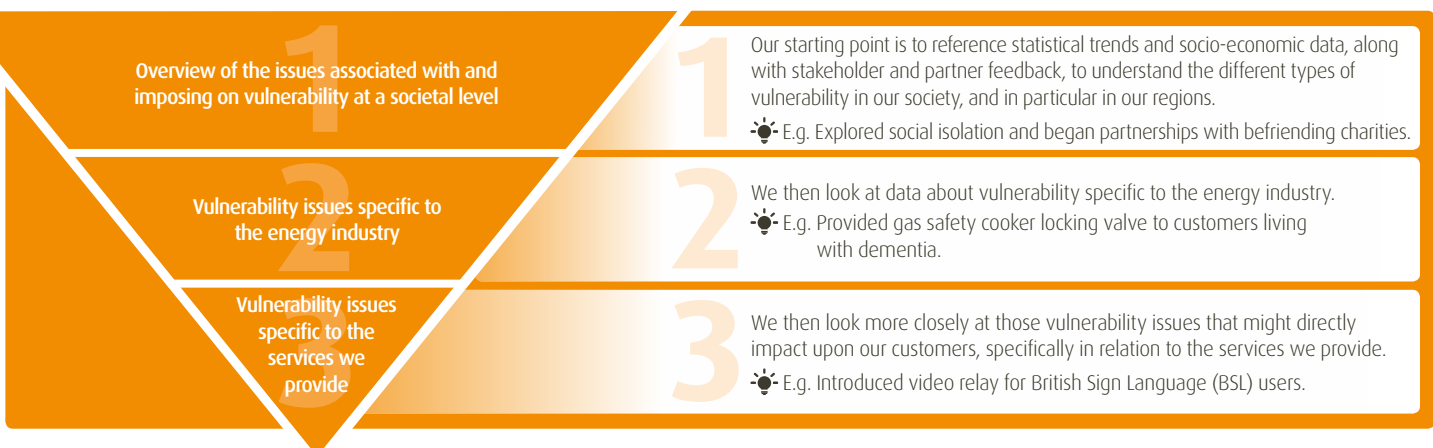 1
Overview of the issues associated with and
imposing on vulnerability at a societal level
1
Our starting point is to reference statistical trends and socio-economic data, along
with stakeholder and partner feedback, to understand the different types of
vulnerability in our society, and in particular in our regions.
E.g. Explored social isolation and began partnerships with befriending charities.
2
Vulnerability issues specific to
the energy industry
2
We then look at data about vulnerability specific to the energy industry.
E.g. Provided gas safety cooker locking valve to customers living
with dementia.
3
Vulnerability issues
specific to the
services we
provide
3
We then look more closely at those vulnerability issues that might directly
impact upon our customers, specifically in relation to the services we provide.
E.g. Introduced video relay for British Sign Language (BSL) users.